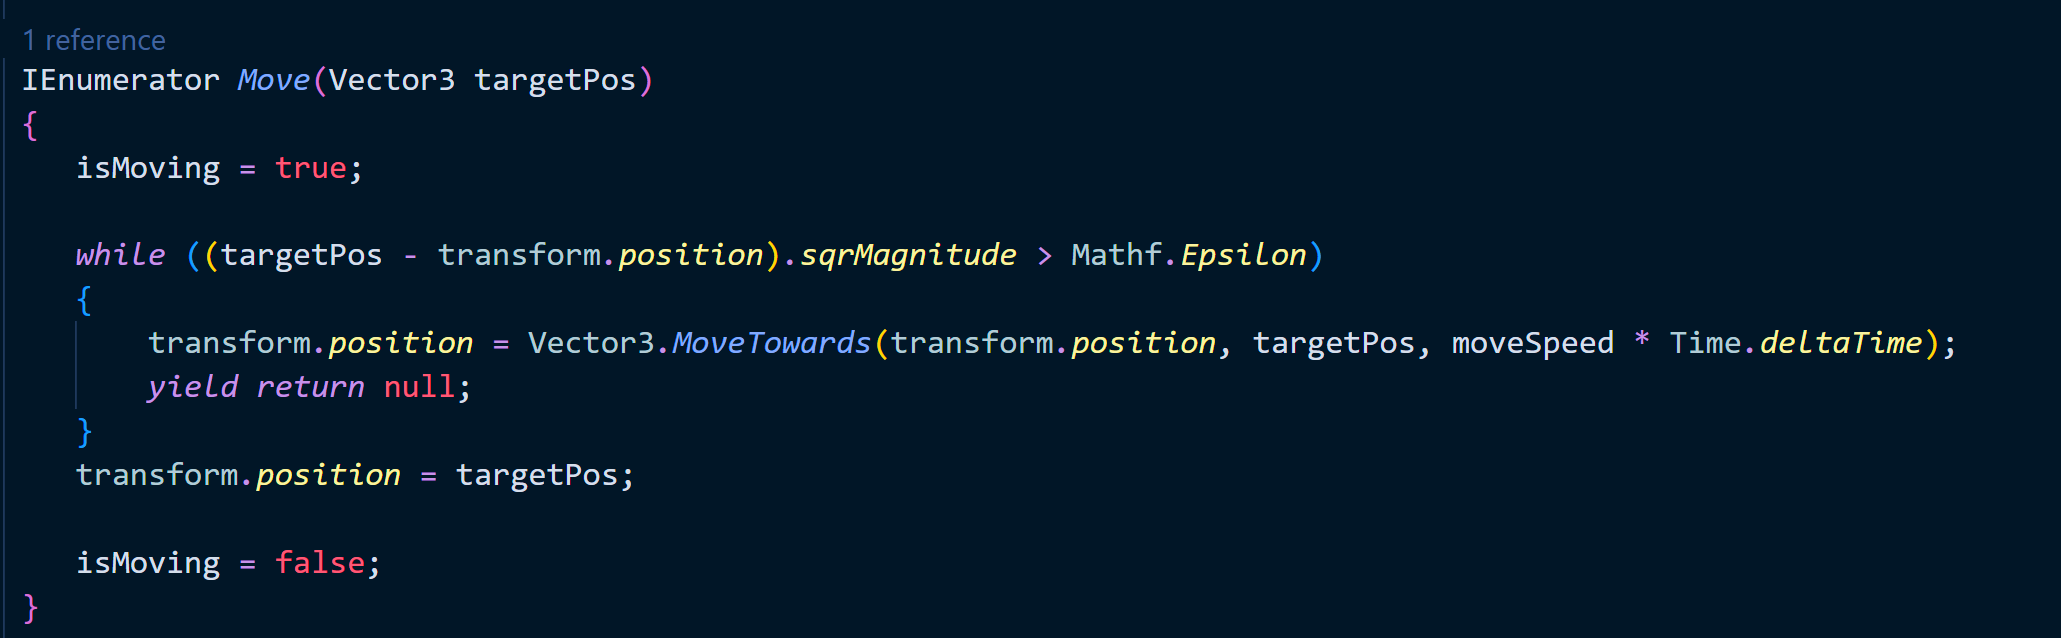 1 reference
IEnumerator Move(Vector3 targetPos)
{
isMoving = true;
while ((targetPos - transform.position).sqrMagnitude > Mathf.Epsilon)
{
transform.position = Vector3.MoveTowards(transform.position, targetPos, moveSpeed * Time.deltaTime);
yield return null;
}
transform.position = targetPos;
isMoving = false;
}